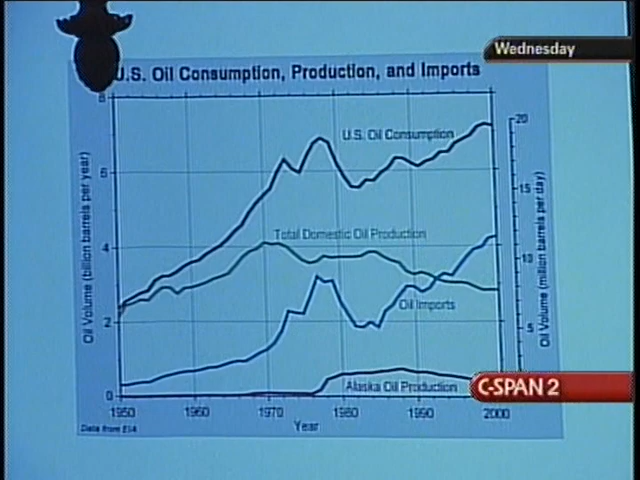 Wednesday
U.S. Oil Consumption, Production, and Imports
8
20
U.S. Oil Consumption
6
15
Total Domestic Oil Production
4
10
Oil Volume (billion barrels per year)
Oil Volume (million barrels per day)
Oil Imports
2
5
Alaska Oil Production
C-SPAN 2
0
1950 1960 1970 1980 1990 2000
Year
Data from EIA